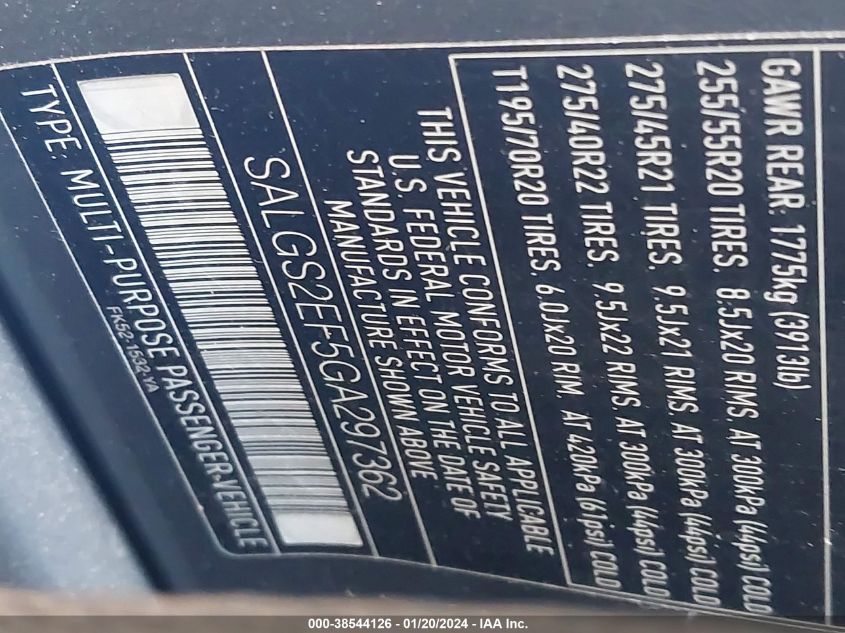 GAWR REAR: 1775kg (3913lb)
255/55R20 TIRES. 8.5Jx20 RIMS. AT 300kPa (44psi) COLD
275/45R21 TIRES. 9.5Jx21 RIMS AT 300kPa (44psi) COLD
275/40R22 TIRES. 9.5Jx22 RIMS. AT 300kPa (44psi) COLD
T195/70R20 TIRES. 6.0Jx20 RIM. AT 420kPa (61psi) COLD
THIS VEHICLE CONFORMS TO ALL APPLICABLE
U.S. FEDERAL MOTOR VEHICLE SAFETY
STANDARDS IN EFFECT ON THE DATE OF
MANUFACTURE SHOWN ABOVE
SALGS2EF5GA297362
TYPE: MULTI-PURPOSE PASSENGER-VEHICLE
FK52-1532-YA
000-38544126 - 01/20/2024 - IAA Inc.